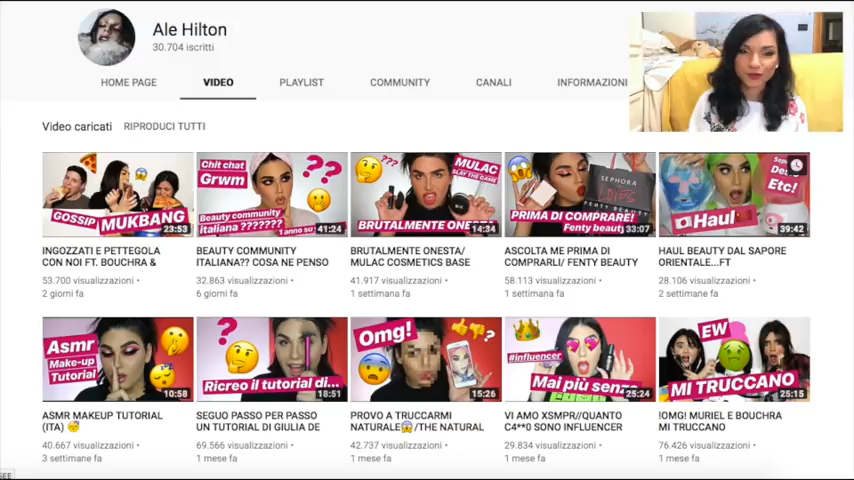 Ale Hilton
30.704 iscritti
HOME PAGE
VIDEO
PLAYLIST
COMMUNITY
CANALI
INFORMAZIONI
Video caricati
RIPRODUCI TUTTI
GOSSIP MUKBANG
23:53
Chit chat
Grwm
???
Beauty community
italiana ???????
1 anno su
41:24
???
MULAC
SLAY THE GAME
BRUTALMENTE ONESTA
14:34
SEPHORA
LOVES
FENTY BEAUTY
PRIMA DI COMPRARE!
Fenty beauty
33:07
Etc!
Haul
39:42
INGOZZATI E PETTEGOLA
CON NOI FT. BOUCHRA &
53.700 visualizzazioni •
2 giorni fa
BEAUTY COMMUNITY
ITALIANA?? COSA NE PENSO
32.863 visualizzazioni •
6 giorni fa
BRUTALMENTE ONESTA/
MULAC COSMETICS BASE
41.917 visualizzazioni •
1 settimana fa
ASCOLTA ME PRIMA DI
COMPRARLI/ FENTY BEAUTY
58.113 visualizzazioni •
1 settimana fa
HAUL BEAUTY DAL SAPORE
ORIENTALE...FT
28.106 visualizzazioni •
2 settimane fa
Asmr
Make-up
Tutorial
10:58
?
Ricreo il tutorial di...
18:51
Omg!
15:26
#influencer
Mai più senza
25:24
EW
MI TRUCCANO
25:15
ASMR MAKEUP TUTORIAL
(ITA)
40.667 visualizzazioni •
3 settimane fa
SEGUO PASSO PER PASSO
UN TUTORIAL DI GIULIA DE
69.566 visualizzazioni •
1 mese fa
PROVO A TRUCCARMI
NATURALE /THE NATURAL
42.737 visualizzazioni •
1 mese fa
VI AMO XSMPR//QUANTO
C4**0 SONO INFLUENCER
29.834 visualizzazioni •
1 mese fa
!OMG! MURIEL E BOUCHRA
MI TRUCCANO
76.426 visualizzazioni •
1 mese fa